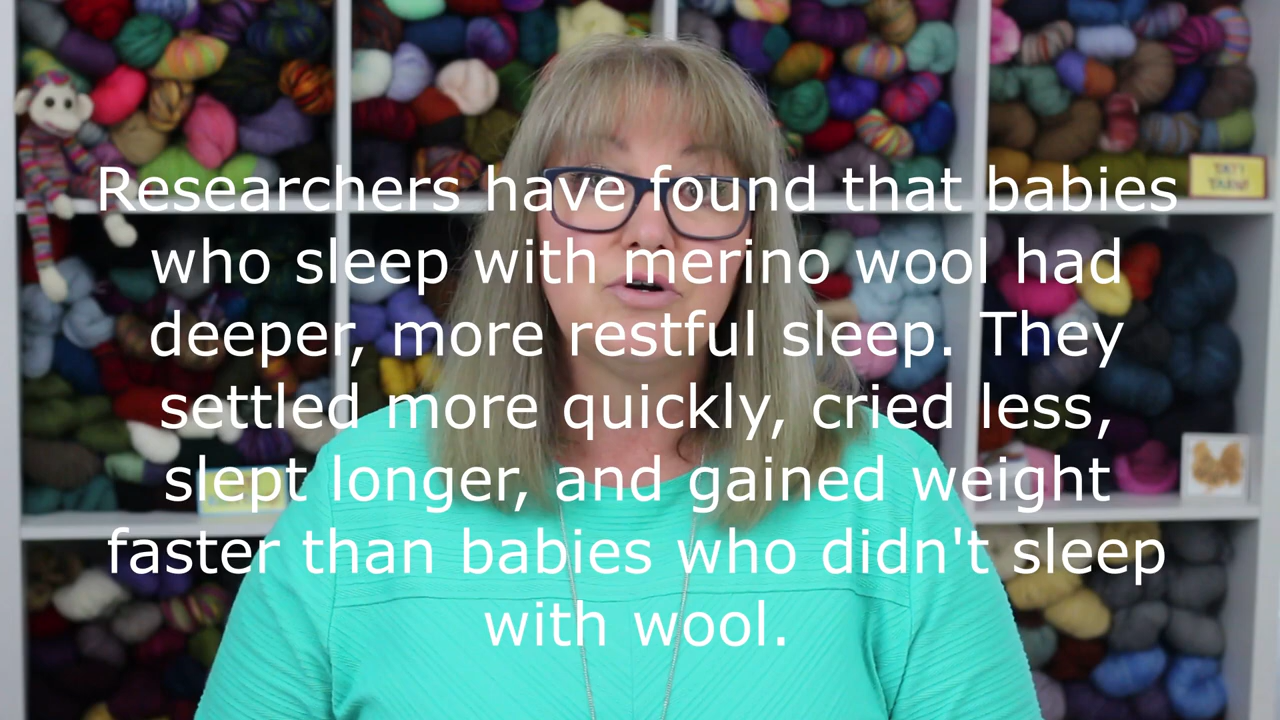 Researchers have found that babies
who sleep with merino wool had
deeper, more restful sleep. They
settled more quickly, cried less,
slept longer, and gained weight
faster than babies who didn't sleep
with wool.